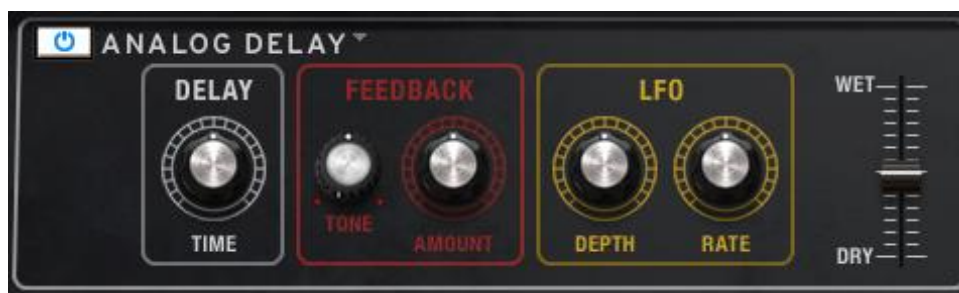 ANALOG DELAY
DELAY
TIME
FEEDBACK
TONE
AMOUNT
LFO
DEPTH
RATE
WET
DRY